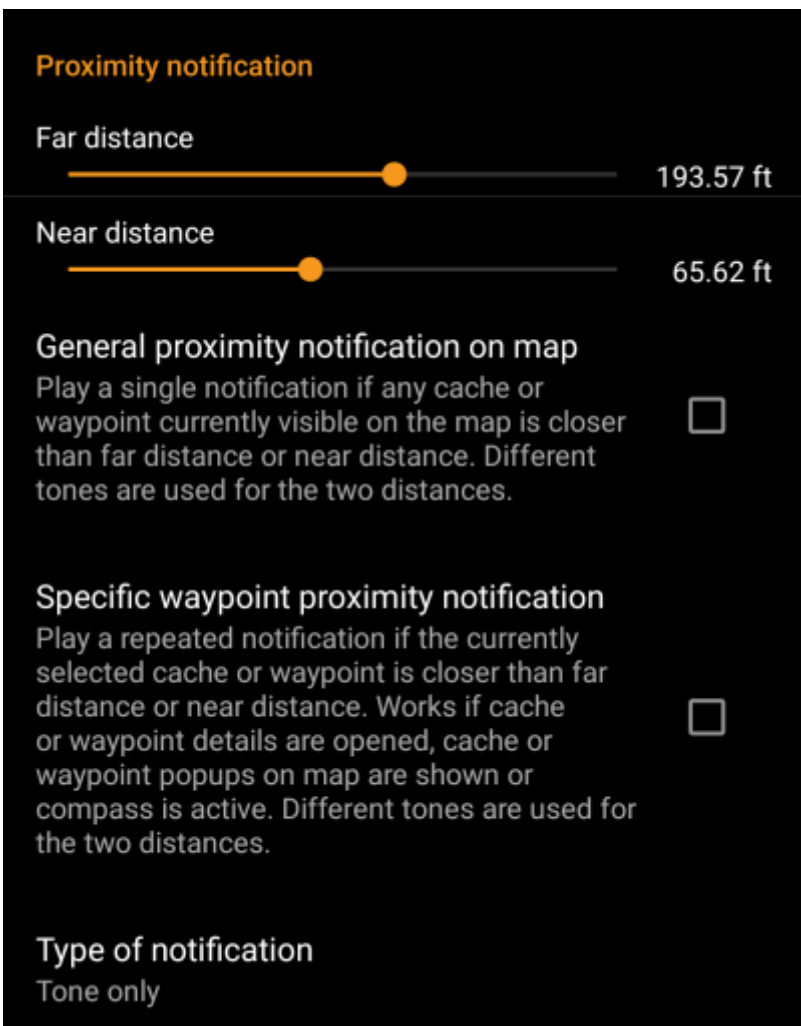 Proximity notification
Far distance
193.57 ft
Near distance
65.62 ft
General proximity notification on map
Play a single notification if any cache or
waypoint currently visible on the map is closer
than far distance or near distance. Different
tones are used for the two distances.
Specific waypoint proximity notification
Play a repeated notification if the currently
selected cache or waypoint is closer than far
distance or near distance. Works if cache
or waypoint details are opened, cache or
waypoint popups on map are shown or
compass is active. Different tones are used for
the two distances.
Type of notification
Tone only